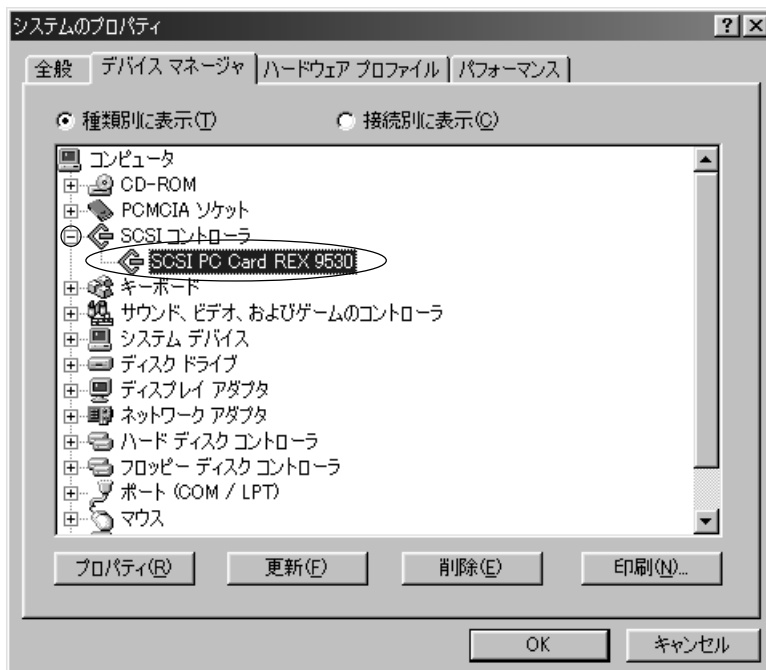 システムのプロパティ
全般 デバイス マネージャ ハードウェア プロファイル パフォーマンス
種類別に表示(T) 接続別に表示(C)
コンピュータ
CD-ROM
PCMCIA ソケット
SCSI コントローラ
SCSI PC Card REX 9530
キーボード
サウンド、ビデオ、およびゲームのコントローラ
システム デバイス
ディスク ドライブ
ディスプレイ アダプタ
ネットワーク アダプタ
ハード ディスク コントローラ
フロッピー ディスク コントローラ
ポート (COM / LPT)
マウス
プロパティ(R) 更新(F) 削除(E) 印刷(N)...
OK キャンセル